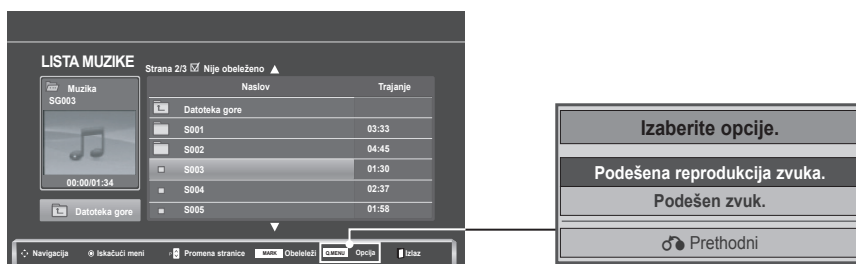 LISTA MUZIKE
Strana 2/3 ☑ Nije obeleženo ▲
Muzika
SG003
00:00/01:34
Datoteka gore
Naslov Trajanje
Datoteka gore
S001 03:33
S002 04:45
S003 01:30
S004 02:37
S005 01:58
▼
Navigacija Iskačući meni P Promena stranice MARK Obeleleži Q.MENU Opcija Izlaz
Izaberite opcije.
Podešena reprodukcija zvuka.
Podešen zvuk.
Prethodni